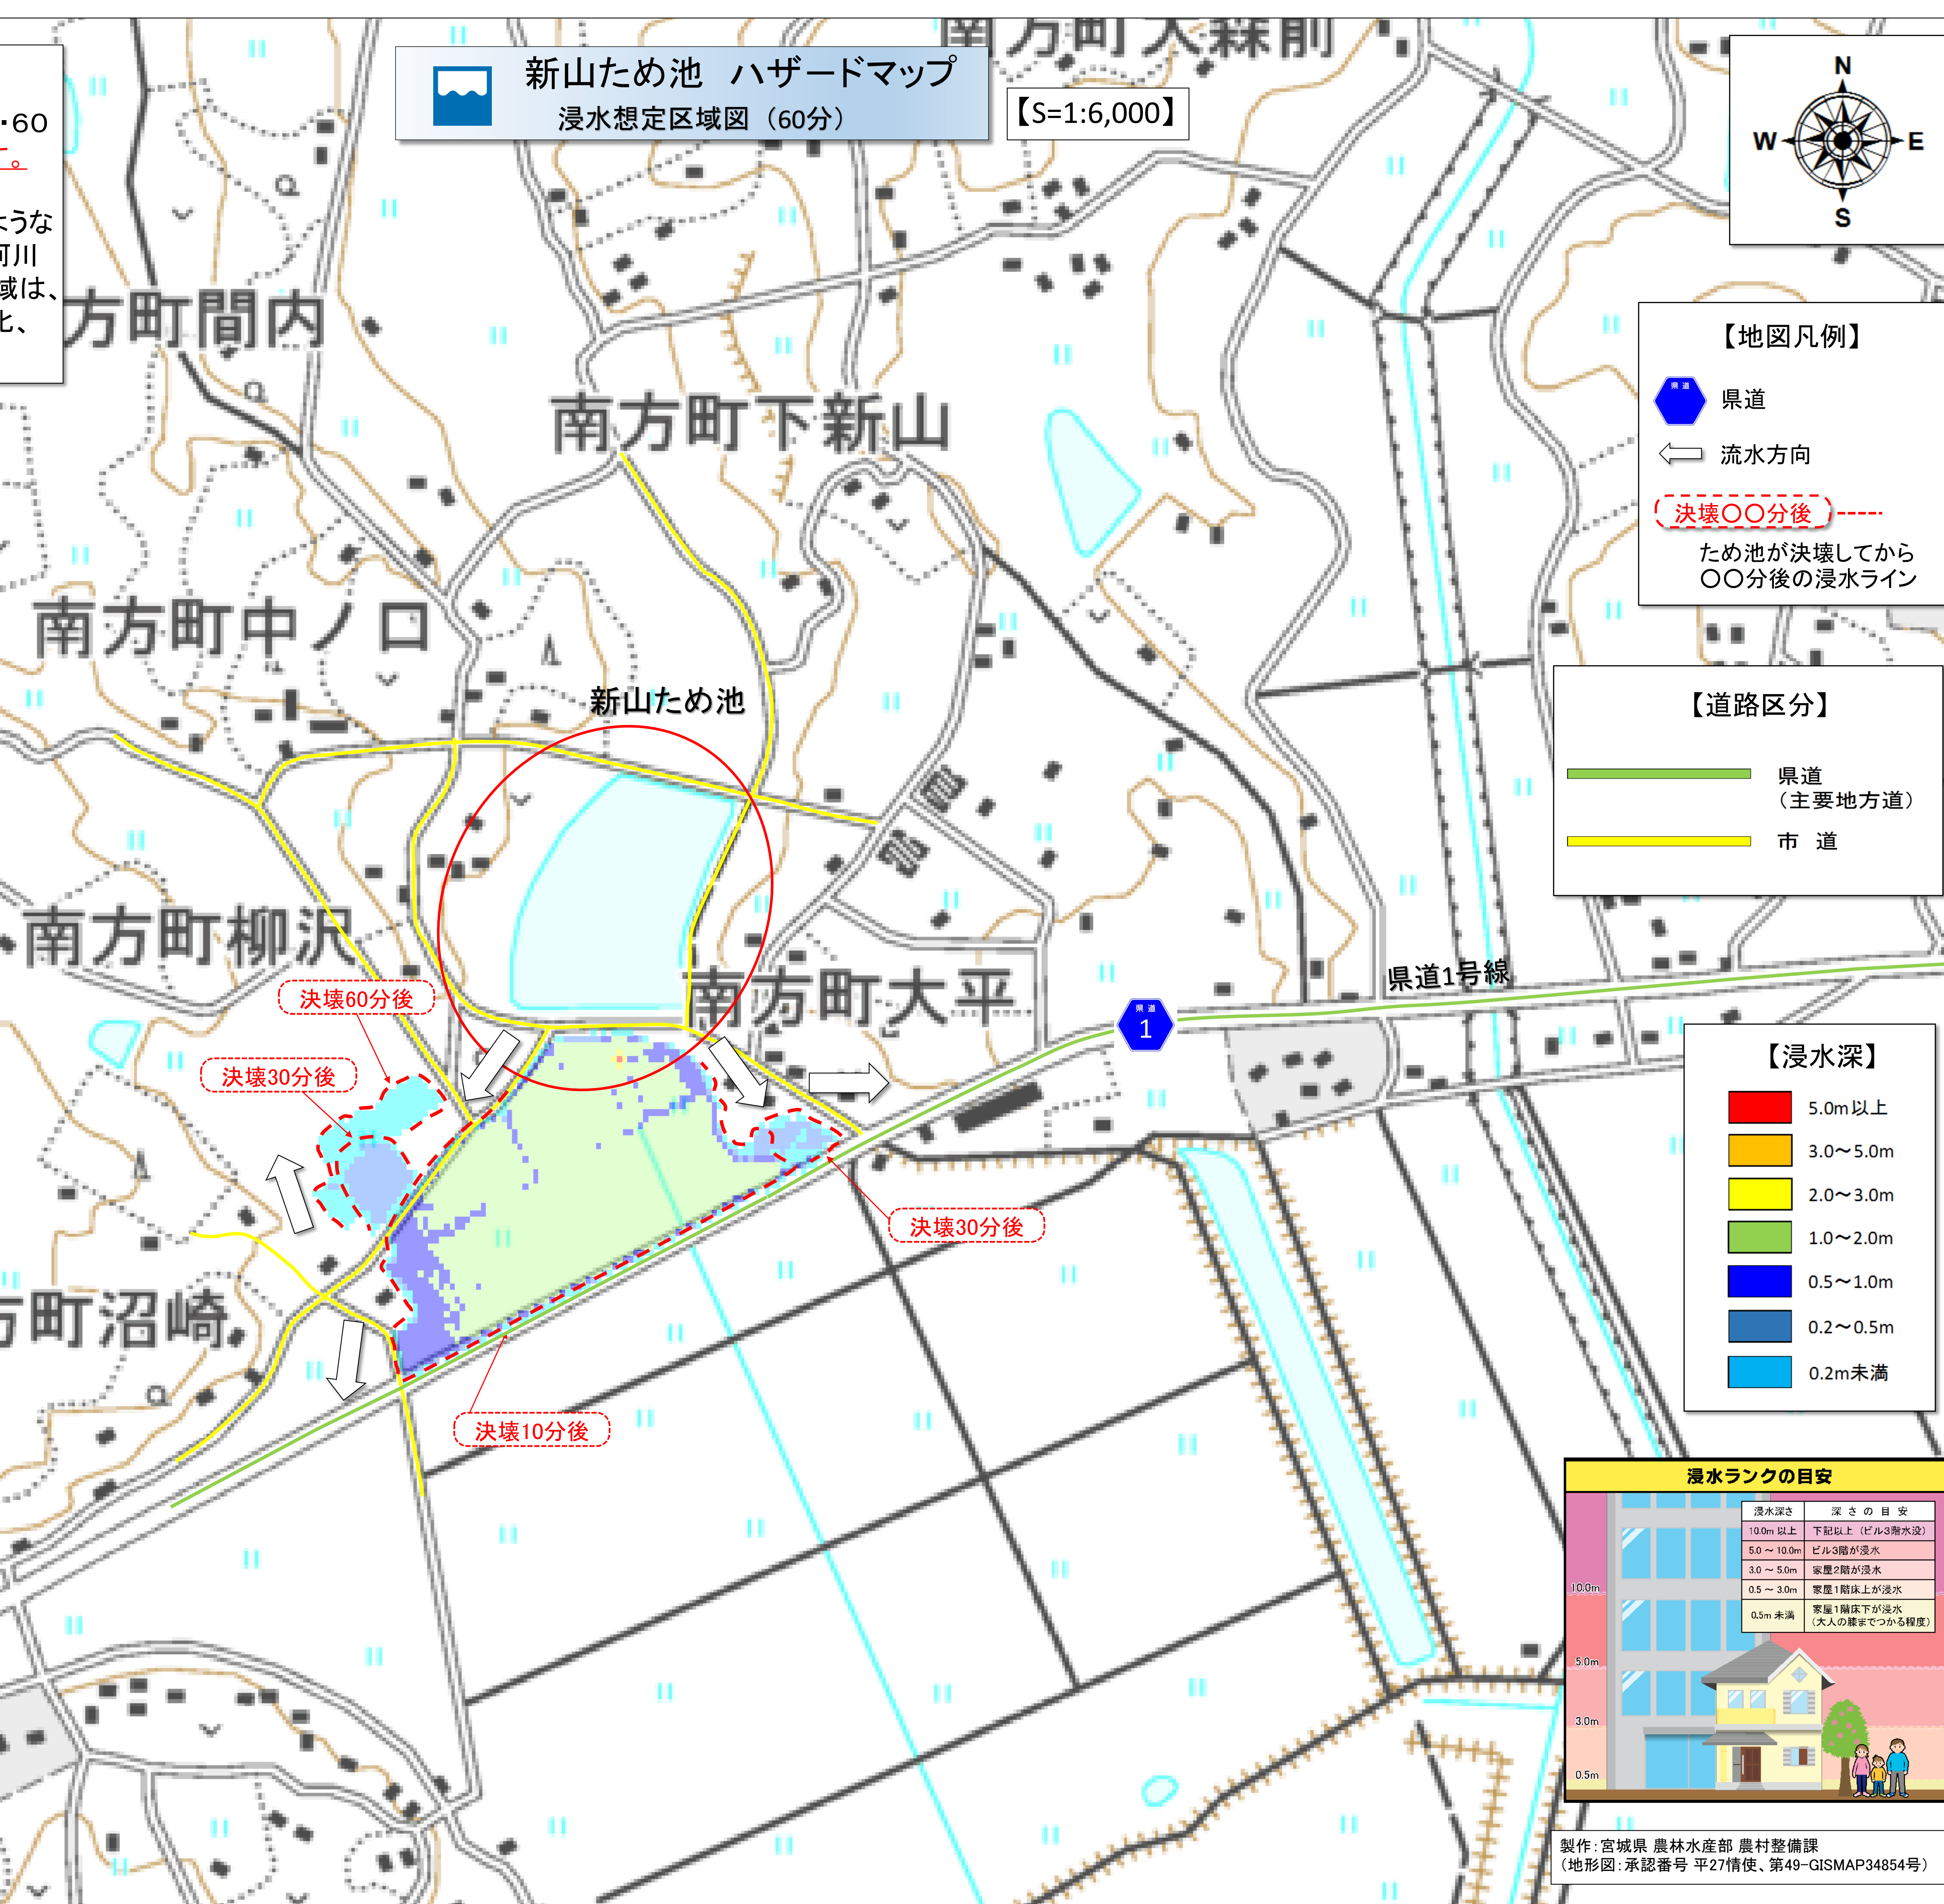 ・60
す。
ような
河川
域は、
南方町大森前
新山ため池　ハザードマップ
浸水想定区域図（60分）
【S=1:6,000】
N
W
E
S
方町間内
南方町下新山
南方町中ノ口
新山ため池
南方町柳沢
南方町大平
方町沼崎
県道1号線
県道
1
決壊60分後
決壊30分後
決壊30分後
決壊10分後
【地図凡例】
県道
県道
流水方向
決壊〇〇分後
ため池が決壊してから
〇〇分後の浸水ライン
【道路区分】
県道
（主要地方道）
市　道
【浸水深】
5.0m以上
3.0～5.0m
2.0～3.0m
1.0～2.0m
0.5～1.0m
0.2～0.5m
0.2m未満
浸水ランクの目安
浸水深さ　深さの目安
10.0m 以上　下記以上（ビル3階水没）
5.0 ～ 10.0m　ビル3階が浸水
3.0 ～ 5.0m　家屋2階が浸水
0.5 ～ 3.0m　家屋1階床上が浸水
0.5m 未満　家屋1階床下が浸水
（大人の膝までつかる程度）
10.0m
5.0m
3.0m
0.5m
製作：宮城県 農林水産部 農村整備課
（地形図：承認番号 平27情使、第49-GISMAP34854号）